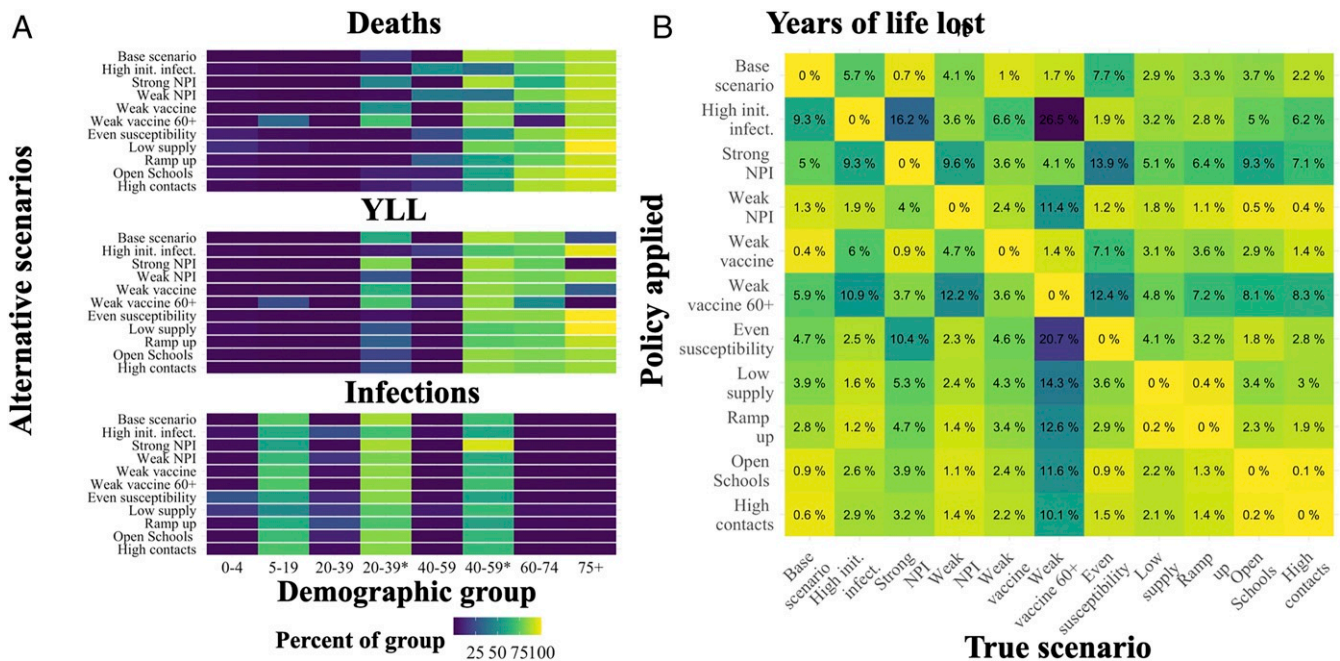 A
Alternative scenarios
Deaths
Base scenario
High init. infect.
Strong NPI
Weak NPI
Weak vaccine
Weak vaccine 60+
Even susceptibility
Low supply
Ramp up
Open Schools
High contacts
YLL
Base scenario
High init. infect.
Strong NPI
Weak NPI
Weak vaccine
Weak vaccine 60+
Even susceptibility
Low supply
Ramp up
Open Schools
High contacts
Infections
Base scenario
High init. infect.
Strong NPI
Weak NPI
Weak vaccine
Weak vaccine 60+
Even susceptibility
Low supply
Ramp up
Open Schools
High contacts
0-4 5-19 20-39 20-39* 40-59 40-59* 60-74 75+
Demographic group
Percent of group
25 50 75 100
B
Years of life lost
Policy applied
Base
scenario
0 % 5.7 % 0.7 % 4.1 % 1 % 1.7 % 7.7 % 2.9 % 3.3 % 3.7 % 2.2 %
High init.
infect.
9.3 % 0 % 16.2 % 3.6 % 6.6 % 26.5 % 1.9 % 3.2 % 2.8 % 5 % 6.2 %
Strong
NPI
5 % 9.3 % 0 % 9.6 % 3.6 % 4.1 % 13.9 % 5.1 % 6.4 % 9.3 % 7.1 %
Weak
NPI
1.3 % 1.9 % 4 % 0 % 2.4 % 11.4 % 1.2 % 1.8 % 1.1 % 0.5 % 0.4 %
Weak
vaccine
0.4 % 6 % 0.9 % 4.7 % 0 % 1.4 % 7.1 % 3.1 % 3.6 % 2.9 % 1.4 %
Weak
vaccine 60+
5.9 % 10.9 % 3.7 % 12.2 % 3.6 % 0 % 12.4 % 4.8 % 7.2 % 8.1 % 8.3 %
Even
susceptibility
4.7 % 2.5 % 10.4 % 2.3 % 4.6 % 20.7 % 0 % 4.1 % 3.2 % 1.8 % 2.8 %
Low
supply
3.9 % 1.6 % 5.3 % 2.4 % 4.3 % 14.3 % 3.6 % 0 % 0.4 % 3.4 % 3 %
Ramp
up
2.8 % 1.2 % 4.7 % 1.4 % 3.4 % 12.6 % 2.9 % 0.2 % 0 % 2.3 % 1.9 %
Open
Schools
0.9 % 2.6 % 3.9 % 1.1 % 2.4 % 11.6 % 0.9 % 2.2 % 1.3 % 0 % 0.1 %
High
contacts
0.6 % 2.9 % 3.2 % 1.4 % 2.2 % 10.1 % 1.5 % 2.1 % 1.4 % 0.2 % 0 %
Base
scenario
High init.
infect.
Strong
NPI
Weak
NPI
Weak
vaccine
Weak
vaccine 60+
Even
susceptibility
Low
supply
Ramp
up
Open
Schools
High
contacts
True scenario